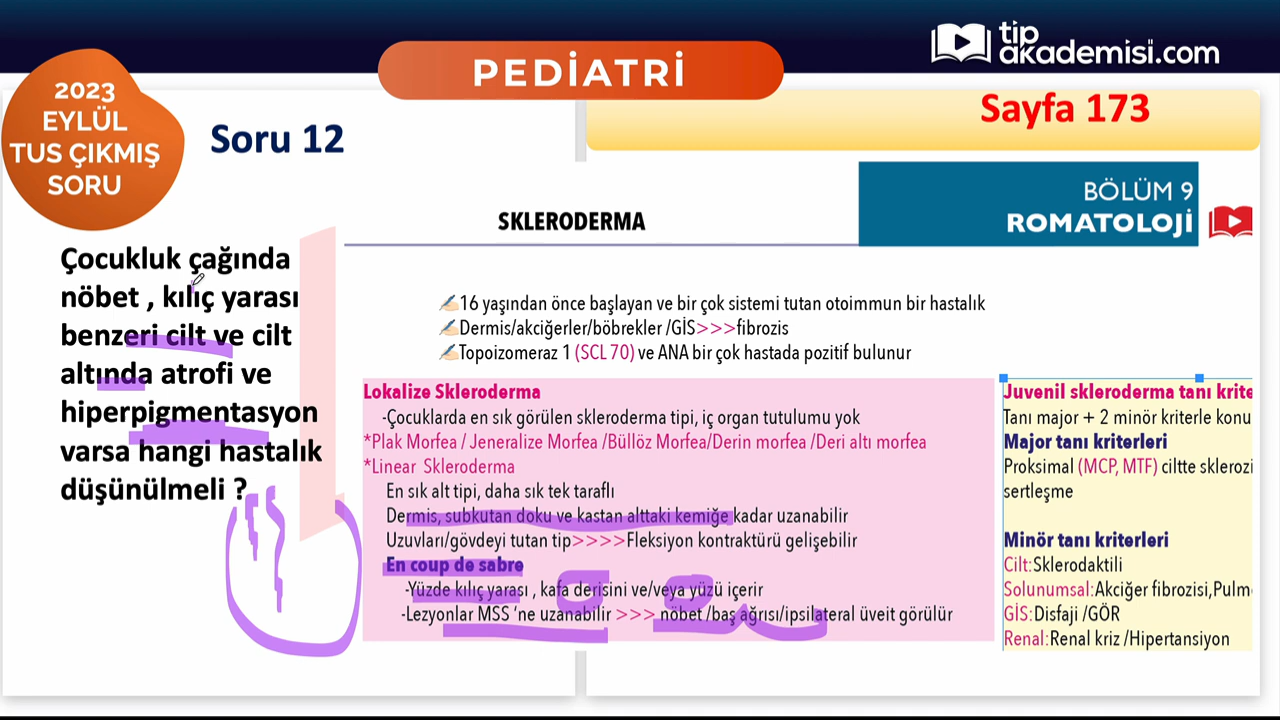 tip
akademisi.com
PEDİATRİ
2023
EYLÜL
TUS ÇIKMIŞ
SORU
Soru 12
Sayfa 173
BÖLÜM 9
ROMATOLOJİ
SKLERODERMA
Çocukluk çağında
nöbet , kılıç yarası
benzeri cilt ve cilt
altında atrofi ve
hiperpigmentasyon
varsa hangi hastalık
düşünülmeli ?
16 yaşından önce başlayan ve bir çok sistemi tutan otoimmun bir hastalık
Dermis/akciğerler/böbrekler /GİS>>>fibrozis
Topoizomeraz 1 (SCL 70) ve ANA bir çok hastada pozitif bulunur
Lokalize Skleroderma
-Çocuklarda en sık görülen skleroderma tipi, iç organ tutulumu yok
*Plak Morfea / Jeneralize Morfea /Büllöz Morfea/Derin morfea /Deri altı morfea
*Linear Skleroderma
En sık alt tipi, daha sık tek taraflı
Dermis, subkutan doku ve kastan alttaki kemiğe kadar uzanabilir
Uzuvları/gövdeyi tutan tip>>>>Fleksiyon kontraktürü gelişebilir
En coup de sabre
-Yüzde kılıç yarası , kafa derisini ve/veya yüzü içerir
-Lezyonlar MSS 'ne uzanabilir >>> nöbet /baş ağrısı/ipsilateral üveit görülür
Juvenil skleroderma tanı krite
Tanı major + 2 minör kriterle konu
Major tanı kriterleri
Proksimal (MCP, MTF) ciltte sklerozi
sertleşme
Minör tanı kriterleri
Cilt:Sklerodaktili
Solunumsal:Akciğer fibrozisi,Pulm
GİS:Disfaji /GÖR
Renal:Renal kriz /Hipertansiyon